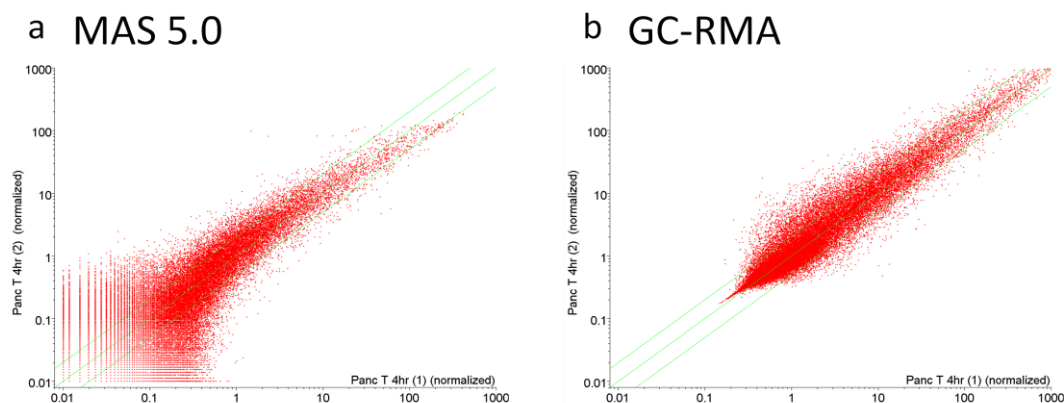 a MAS 5.0
1000
100
10
1
0.1
0.01
Panc T 4hr (2) (normalized)
Panc T 4hr (1) (normalized)
0.01 0.1 1 10 100 1000
b GC-RMA
1000
100
10
1
0.1
0.01
Panc T 4hr (2) (normalized)
Panc T 4hr (1) (normalized)
0.01 0.1 1 10 100 1000